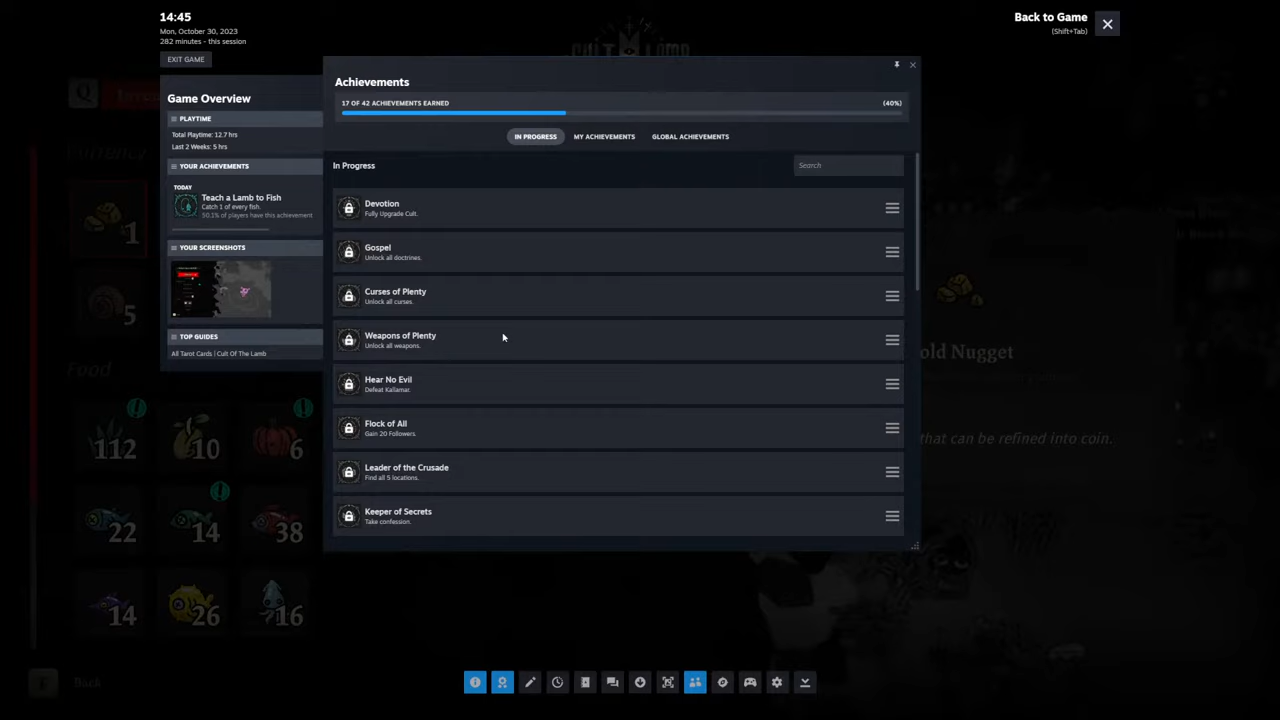 14:45
Mon, October 30, 2023
282 minutes - this session
EXIT GAME
Back to Game
(Shift+Tab)
CULT LAMB
Game Overview
PLAYTIME
Total Playtime: 12.7 hrs
Last 2 Weeks: 5 hrs
YOUR ACHIEVEMENTS
TODAY
Teach a Lamb to Fish
Catch 1 of every fish.
50.1% of players have this achievement
YOUR SCREENSHOTS
TOP GUIDES
All Tarot Cards | Cult Of The Lamb
Achievements
17 OF 42 ACHIEVEMENTS EARNED
(40%)
IN PROGRESS
MY ACHIEVEMENTS
GLOBAL ACHIEVEMENTS
In Progress
Search
Devotion
Fully Upgrade Cult.
Gospel
Unlock all doctrines.
Curses of Plenty
Unlock all curses.
Weapons of Plenty
Unlock all weapons.
Hear No Evil
Defeat Kallamar.
Flock of All
Gain 20 Followers.
Leader of the Crusade
Find all 5 locations.
Keeper of Secrets
Take confession.
Q
Currency
1
5
Food
112
10
6
22
14
38
14
26
16
old Nugget
that can be refined into coin.
Back